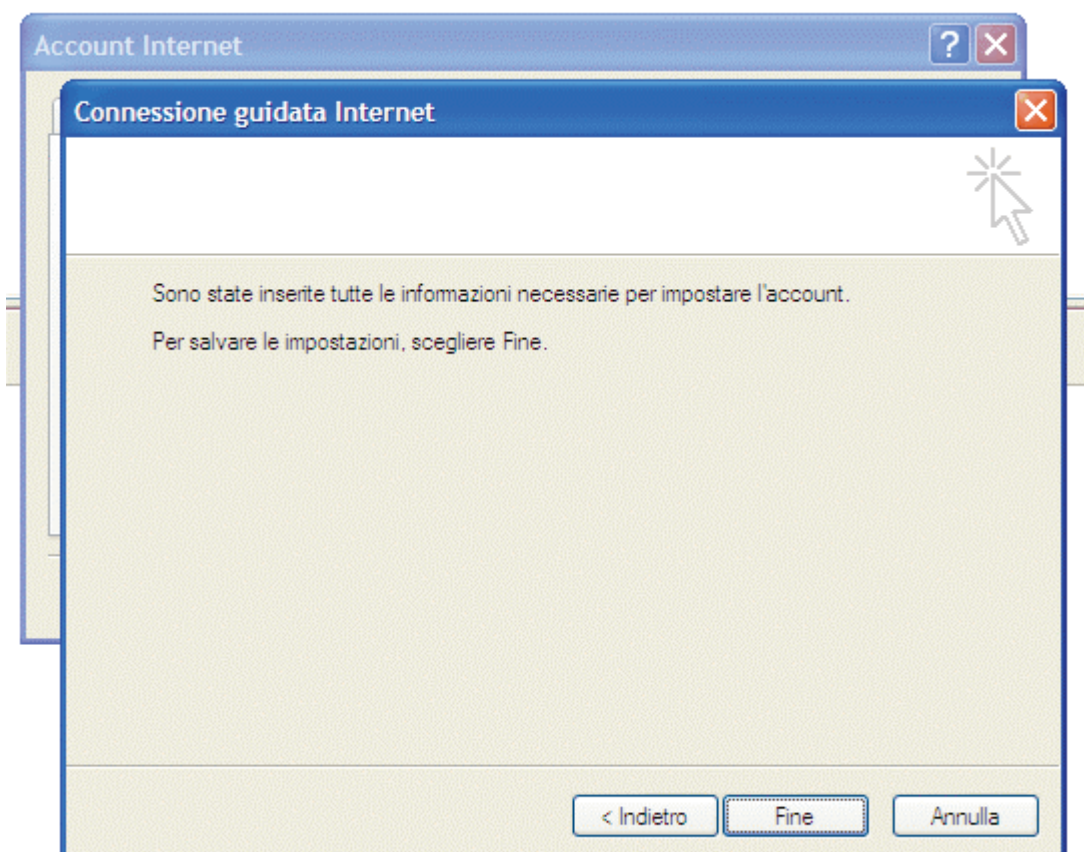 Account Internet
?
Connessione guidata Internet
Sono state inserite tutte le informazioni necessarie per impostare l'account.
Per salvare le impostazioni, scegliere Fine.
< Indietro Fine Annulla